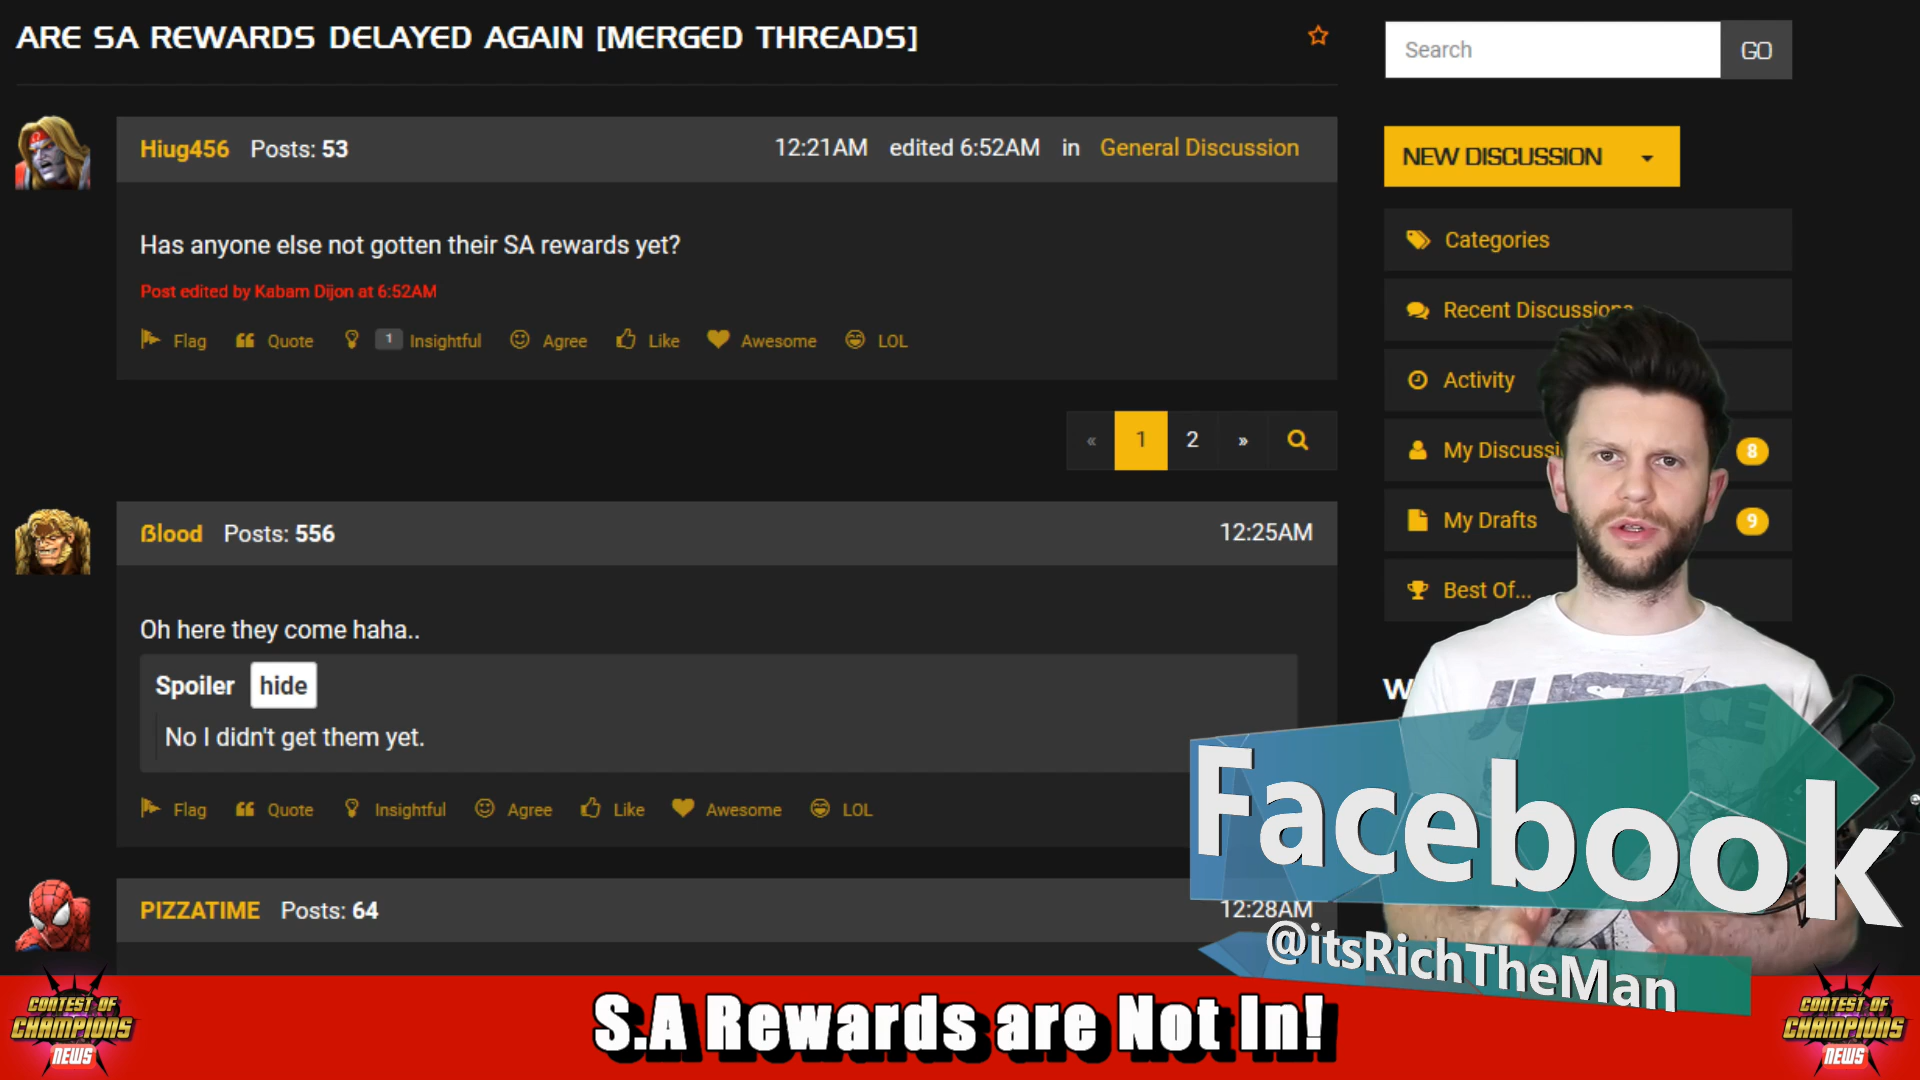 ARE SA REWARDS DELAYED AGAIN [MERGED THREADS]
Search
GO
Hiug456 Posts: 53 12:21AM edited 6:52AM in General Discussion
NEW DISCUSSION
Has anyone else not gotten their SA rewards yet?
Post edited by Kabam Dijon at 6:52AM
Flag Quote 1 Insightful Agree Like Awesome LOL
Categories
Recent Discussions
Activity
My Discussi 8
My Drafts 9
Best Of...
« 1 2 »
ßlood Posts: 556 12:25AM
Oh here they come haha..
Spoiler hide
No I didn't get them yet.
Flag Quote Insightful Agree Like Awesome LOL
W
JUSTICE
PIZZATIME Posts: 64 12:28AM
Facebook
@itsRichTheMan
CONTEST OF
CHAMPIONS
NEWS
S.A Rewards are Not In!
CONTEST OF
CHAMPIONS
NEWS